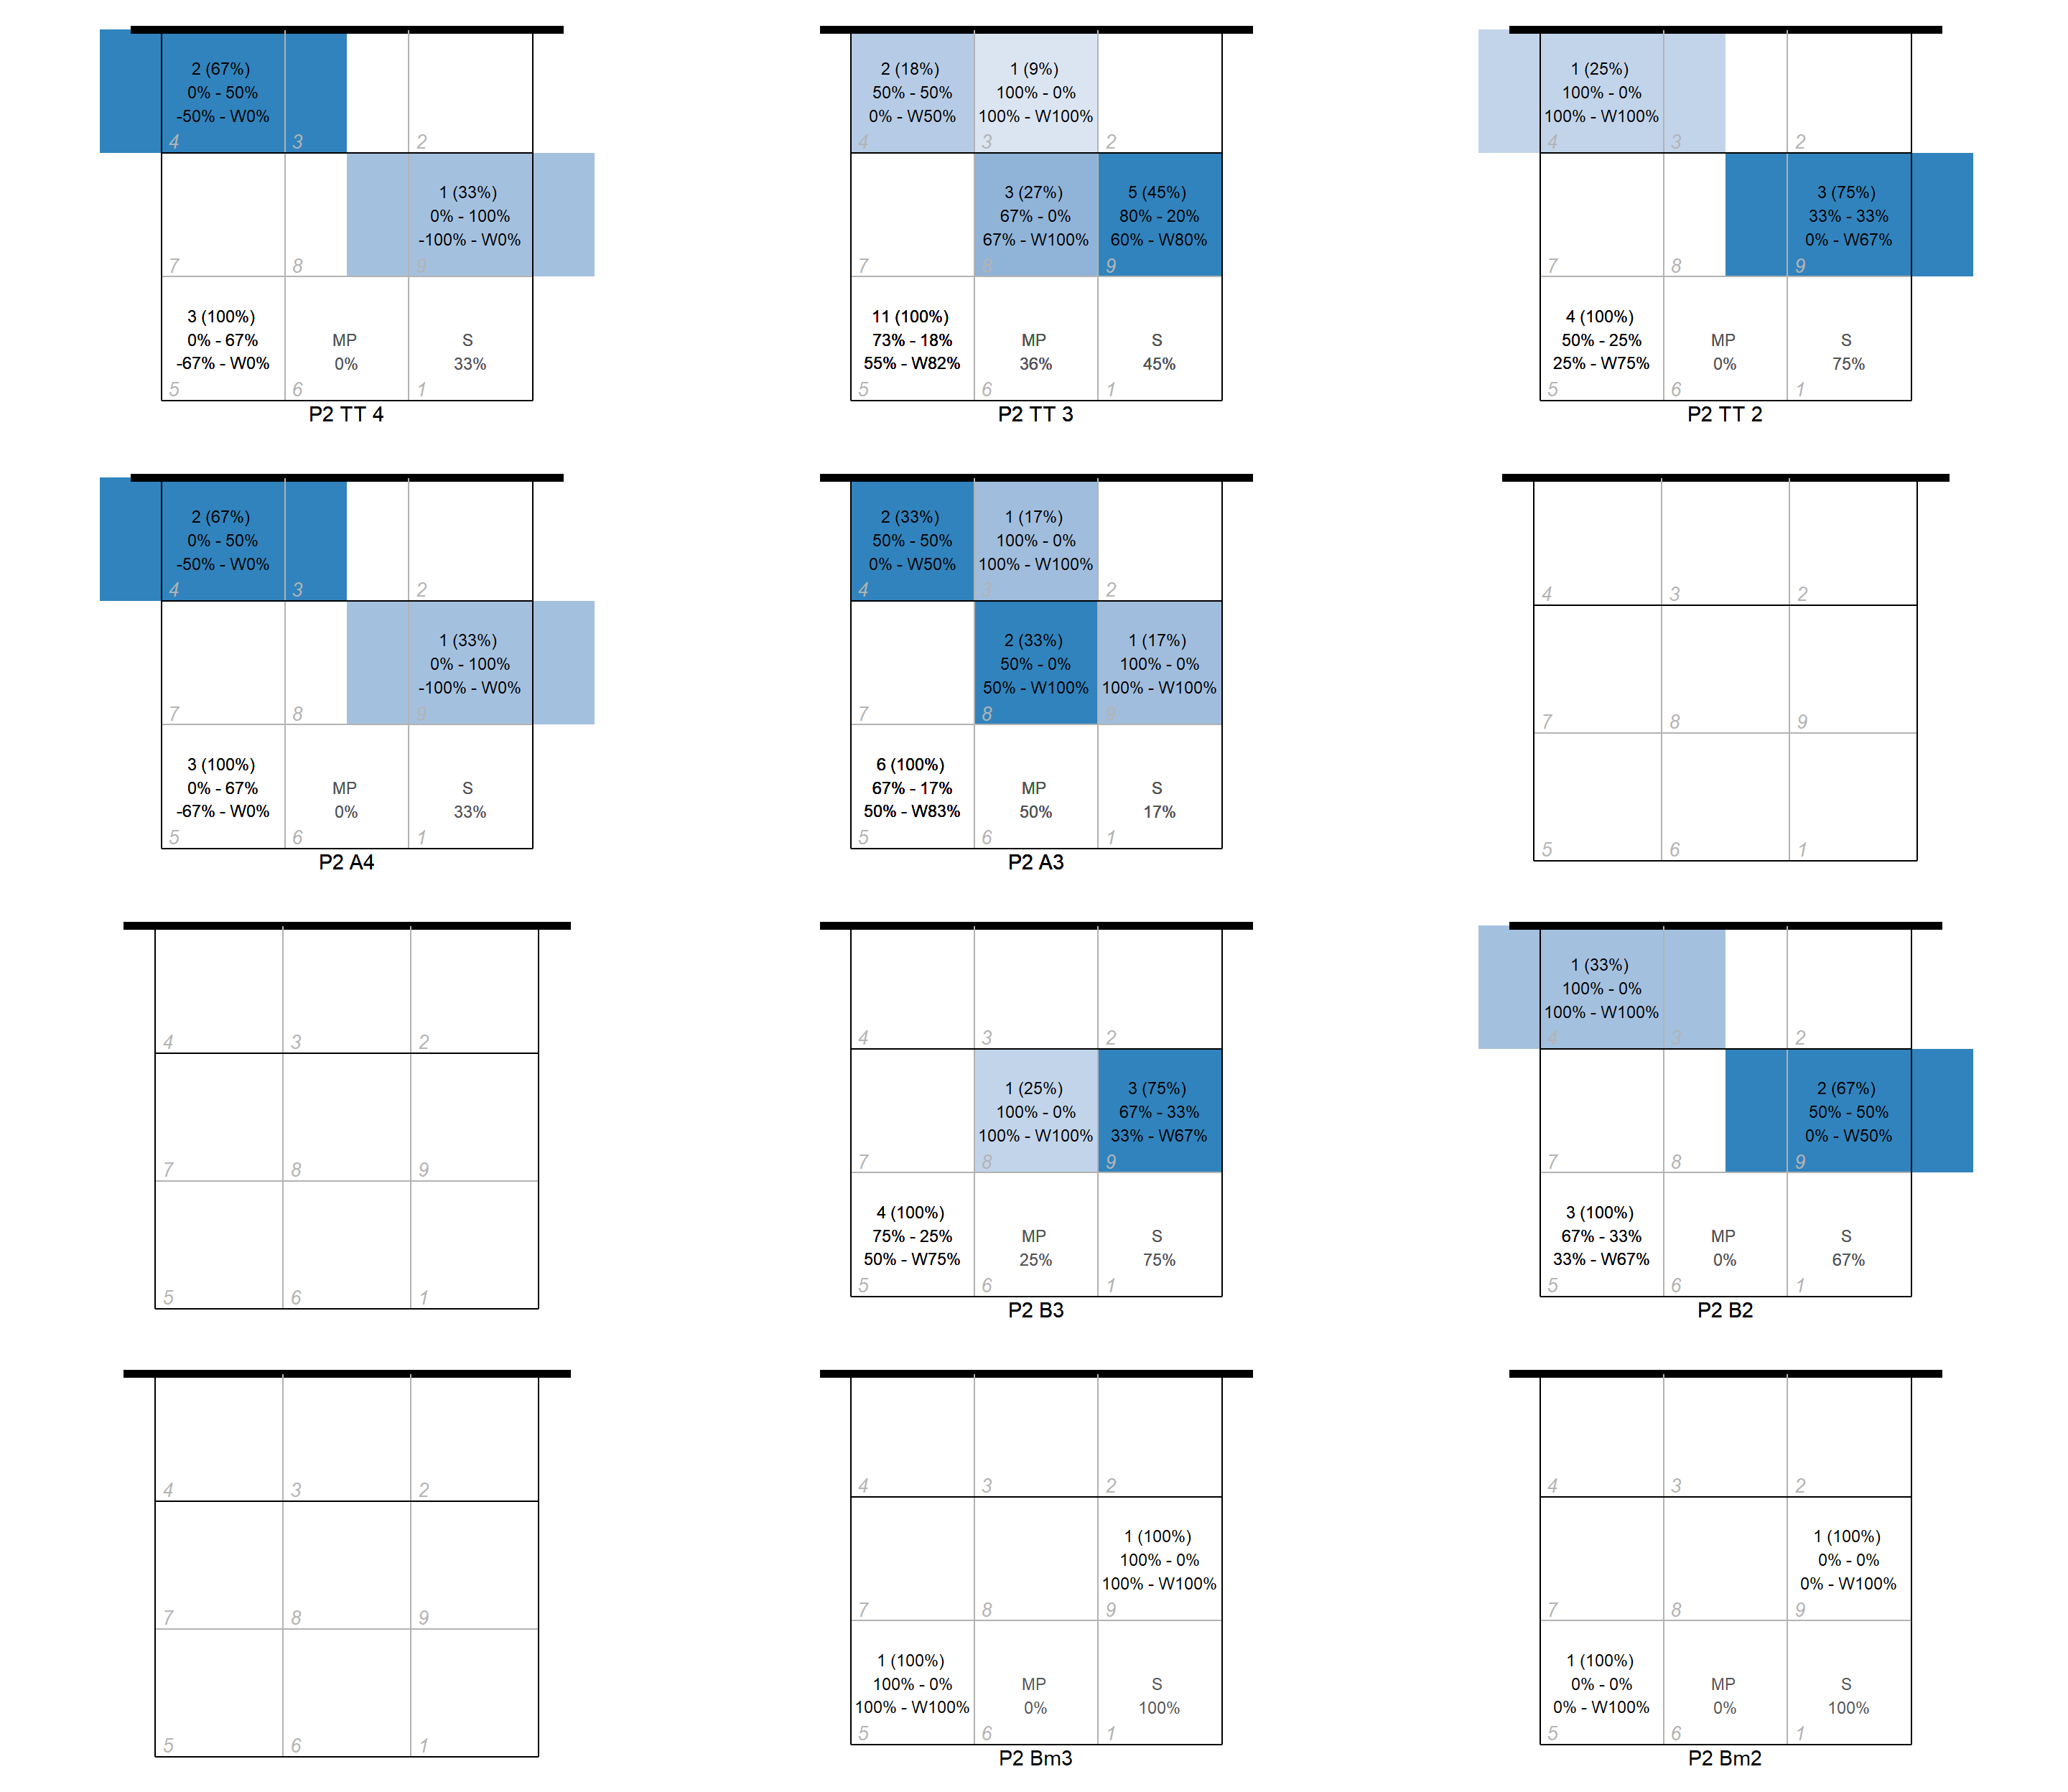 2 (67%)
0% - 50%
-50% - W0%
4
3
2
1 (33%)
0% - 100%
-100% - W0%
7
8
9
3 (100%)
0% - 67%
-67% - W0%
MP
0%
S
33%
5
6
1
P2 TT 4
2 (18%)
50% - 50%
0% - W50%
1 (9%)
100% - 0%
100% - W100%
4
3
2
3 (27%)
67% - 0%
67% - W100%
5 (45%)
80% - 20%
60% - W80%
7
8
9
11 (100%)
73% - 18%
55% - W82%
MP
36%
S
45%
5
6
1
P2 TT 3
1 (25%)
100% - 0%
100% - W100%
4
3
2
3 (75%)
33% - 33%
0% - W67%
7
8
9
4 (100%)
50% - 25%
25% - W75%
MP
0%
S
75%
5
6
1
P2 TT 2
2 (67%)
0% - 50%
-50% - W0%
4
3
2
1 (33%)
0% - 100%
-100% - W0%
7
8
9
3 (100%)
0% - 67%
-67% - W0%
MP
0%
S
33%
5
6
1
P2 A4
2 (33%)
50% - 50%
0% - W50%
1 (17%)
100% - 0%
100% - W100%
4
3
2
2 (33%)
50% - 0%
50% - W100%
1 (17%)
100% - 0%
100% - W100%
7
8
9
6 (100%)
67% - 17%
50% - W83%
MP
50%
S
17%
5
6
1
P2 A3
4
3
2
7
8
9
5
6
1
4
3
2
7
8
9
5
6
1
4
3
2
1 (25%)
100% - 0%
100% - W100%
3 (75%)
67% - 33%
33% - W67%
7
8
9
4 (100%)
75% - 25%
50% - W75%
MP
25%
S
75%
5
6
1
P2 B3
1 (33%)
100% - 0%
100% - W100%
4
3
2
2 (67%)
50% - 50%
0% - W50%
7
8
9
3 (100%)
67% - 33%
33% - W67%
MP
0%
S
67%
5
6
1
P2 B2
4
3
2
7
8
9
5
6
1
4
3
2
1 (100%)
100% - 0%
100% - W100%
7
8
9
1 (100%)
100% - 0%
100% - W100%
MP
0%
S
100%
5
6
1
P2 Bm3
4
3
2
1 (100%)
0% - 0%
0% - W100%
7
8
9
1 (100%)
0% - 0%
0% - W100%
MP
0%
S
100%
5
6
1
P2 Bm2